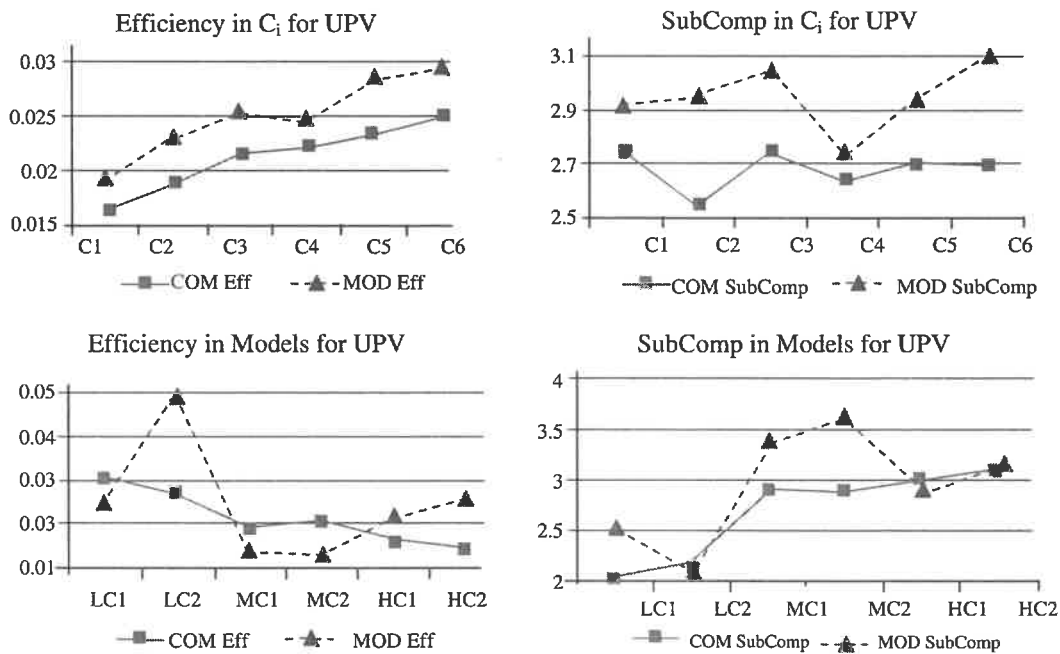 Efficiency in Ci for UPV
0.03
0.025
0.02
0.015
C1 C2 C3 C4 C5 C6
COM Eff MOD Eff
SubComp in Ci for UPV
3.1
2.9
2.7
2.5
C1 C2 C3 C4 C5 C6
COM SubComp MOD SubComp
Efficiency in Models for UPV
0.05
0.04
0.03
0.03
0.01
LC1 LC2 MC1 MC2 HC1 HC2
COM Eff MOD Eff
SubComp in Models for UPV
4
3.5
3
2.5
2
LC1 LC2 MC1 MC2 HC1 HC2
COM SubComp MOD SubComp